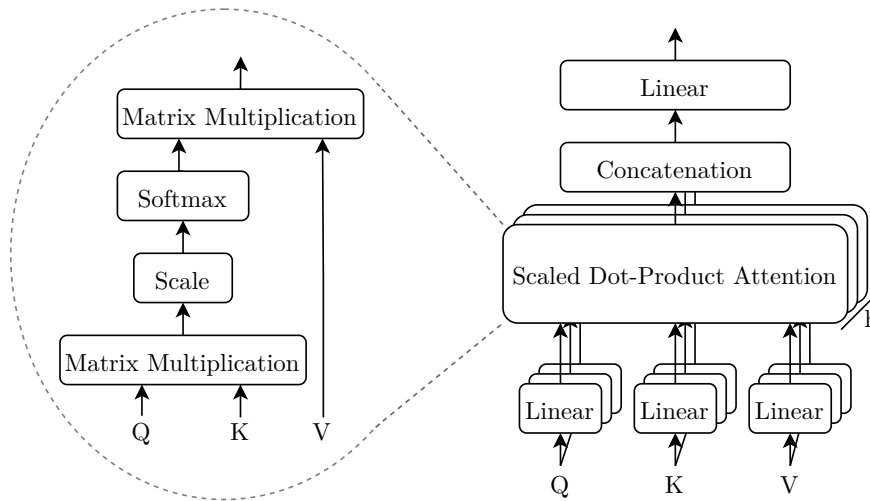 Matrix Multiplication
Softmax
Scale
Matrix Multiplication
Q K V
Linear
Concatenation
Scaled Dot-Product Attention
h
Linear Linear Linear
Q K V